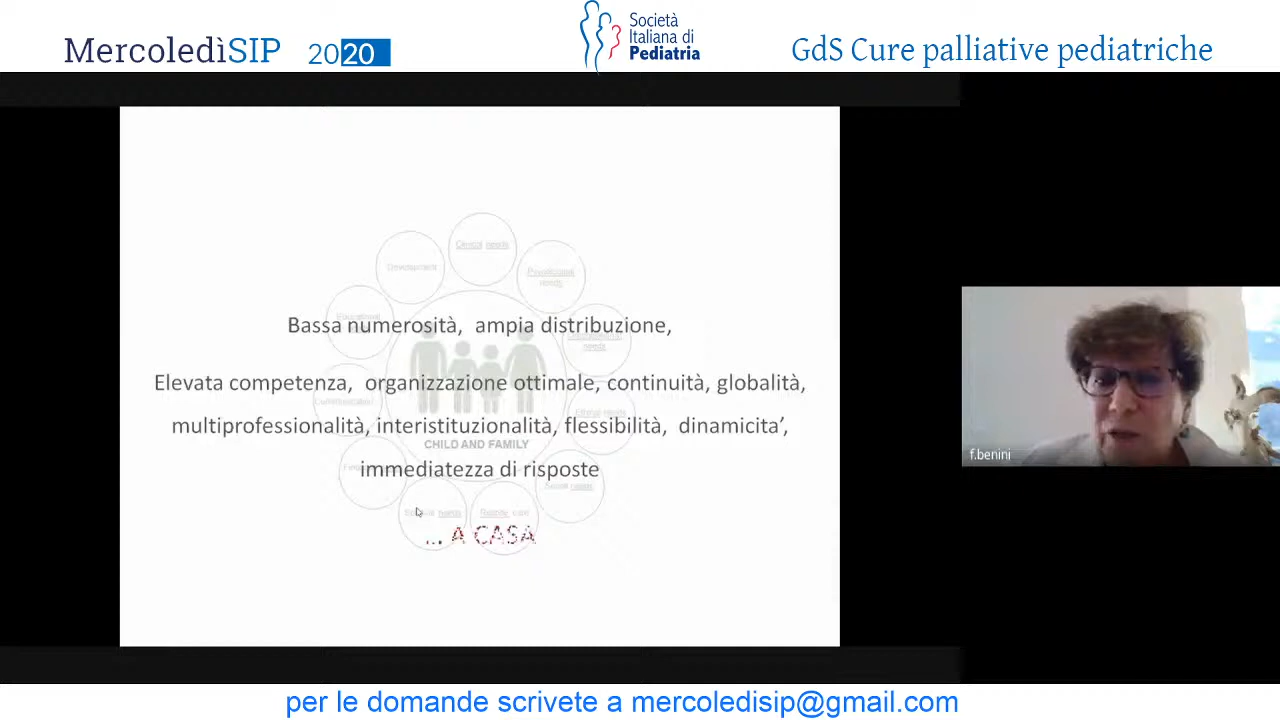 MercoledìSIP 2020
Società
Italiana di
Pediatria
GdS Cure palliative pediatriche
Clinical needs
Development
Bassa numerosità, ampia distribuzione,
needs
Elevata competenza, organizzazione ottimale, continuità, globalità,
multiprofessionalità, interistituzionalità, flessibilità, dinamicita’,
CHILD AND FAMILY
immediatezza di risposte
... A CASA
f.benini
per le domande scrivete a mercoledisip@gmail.com